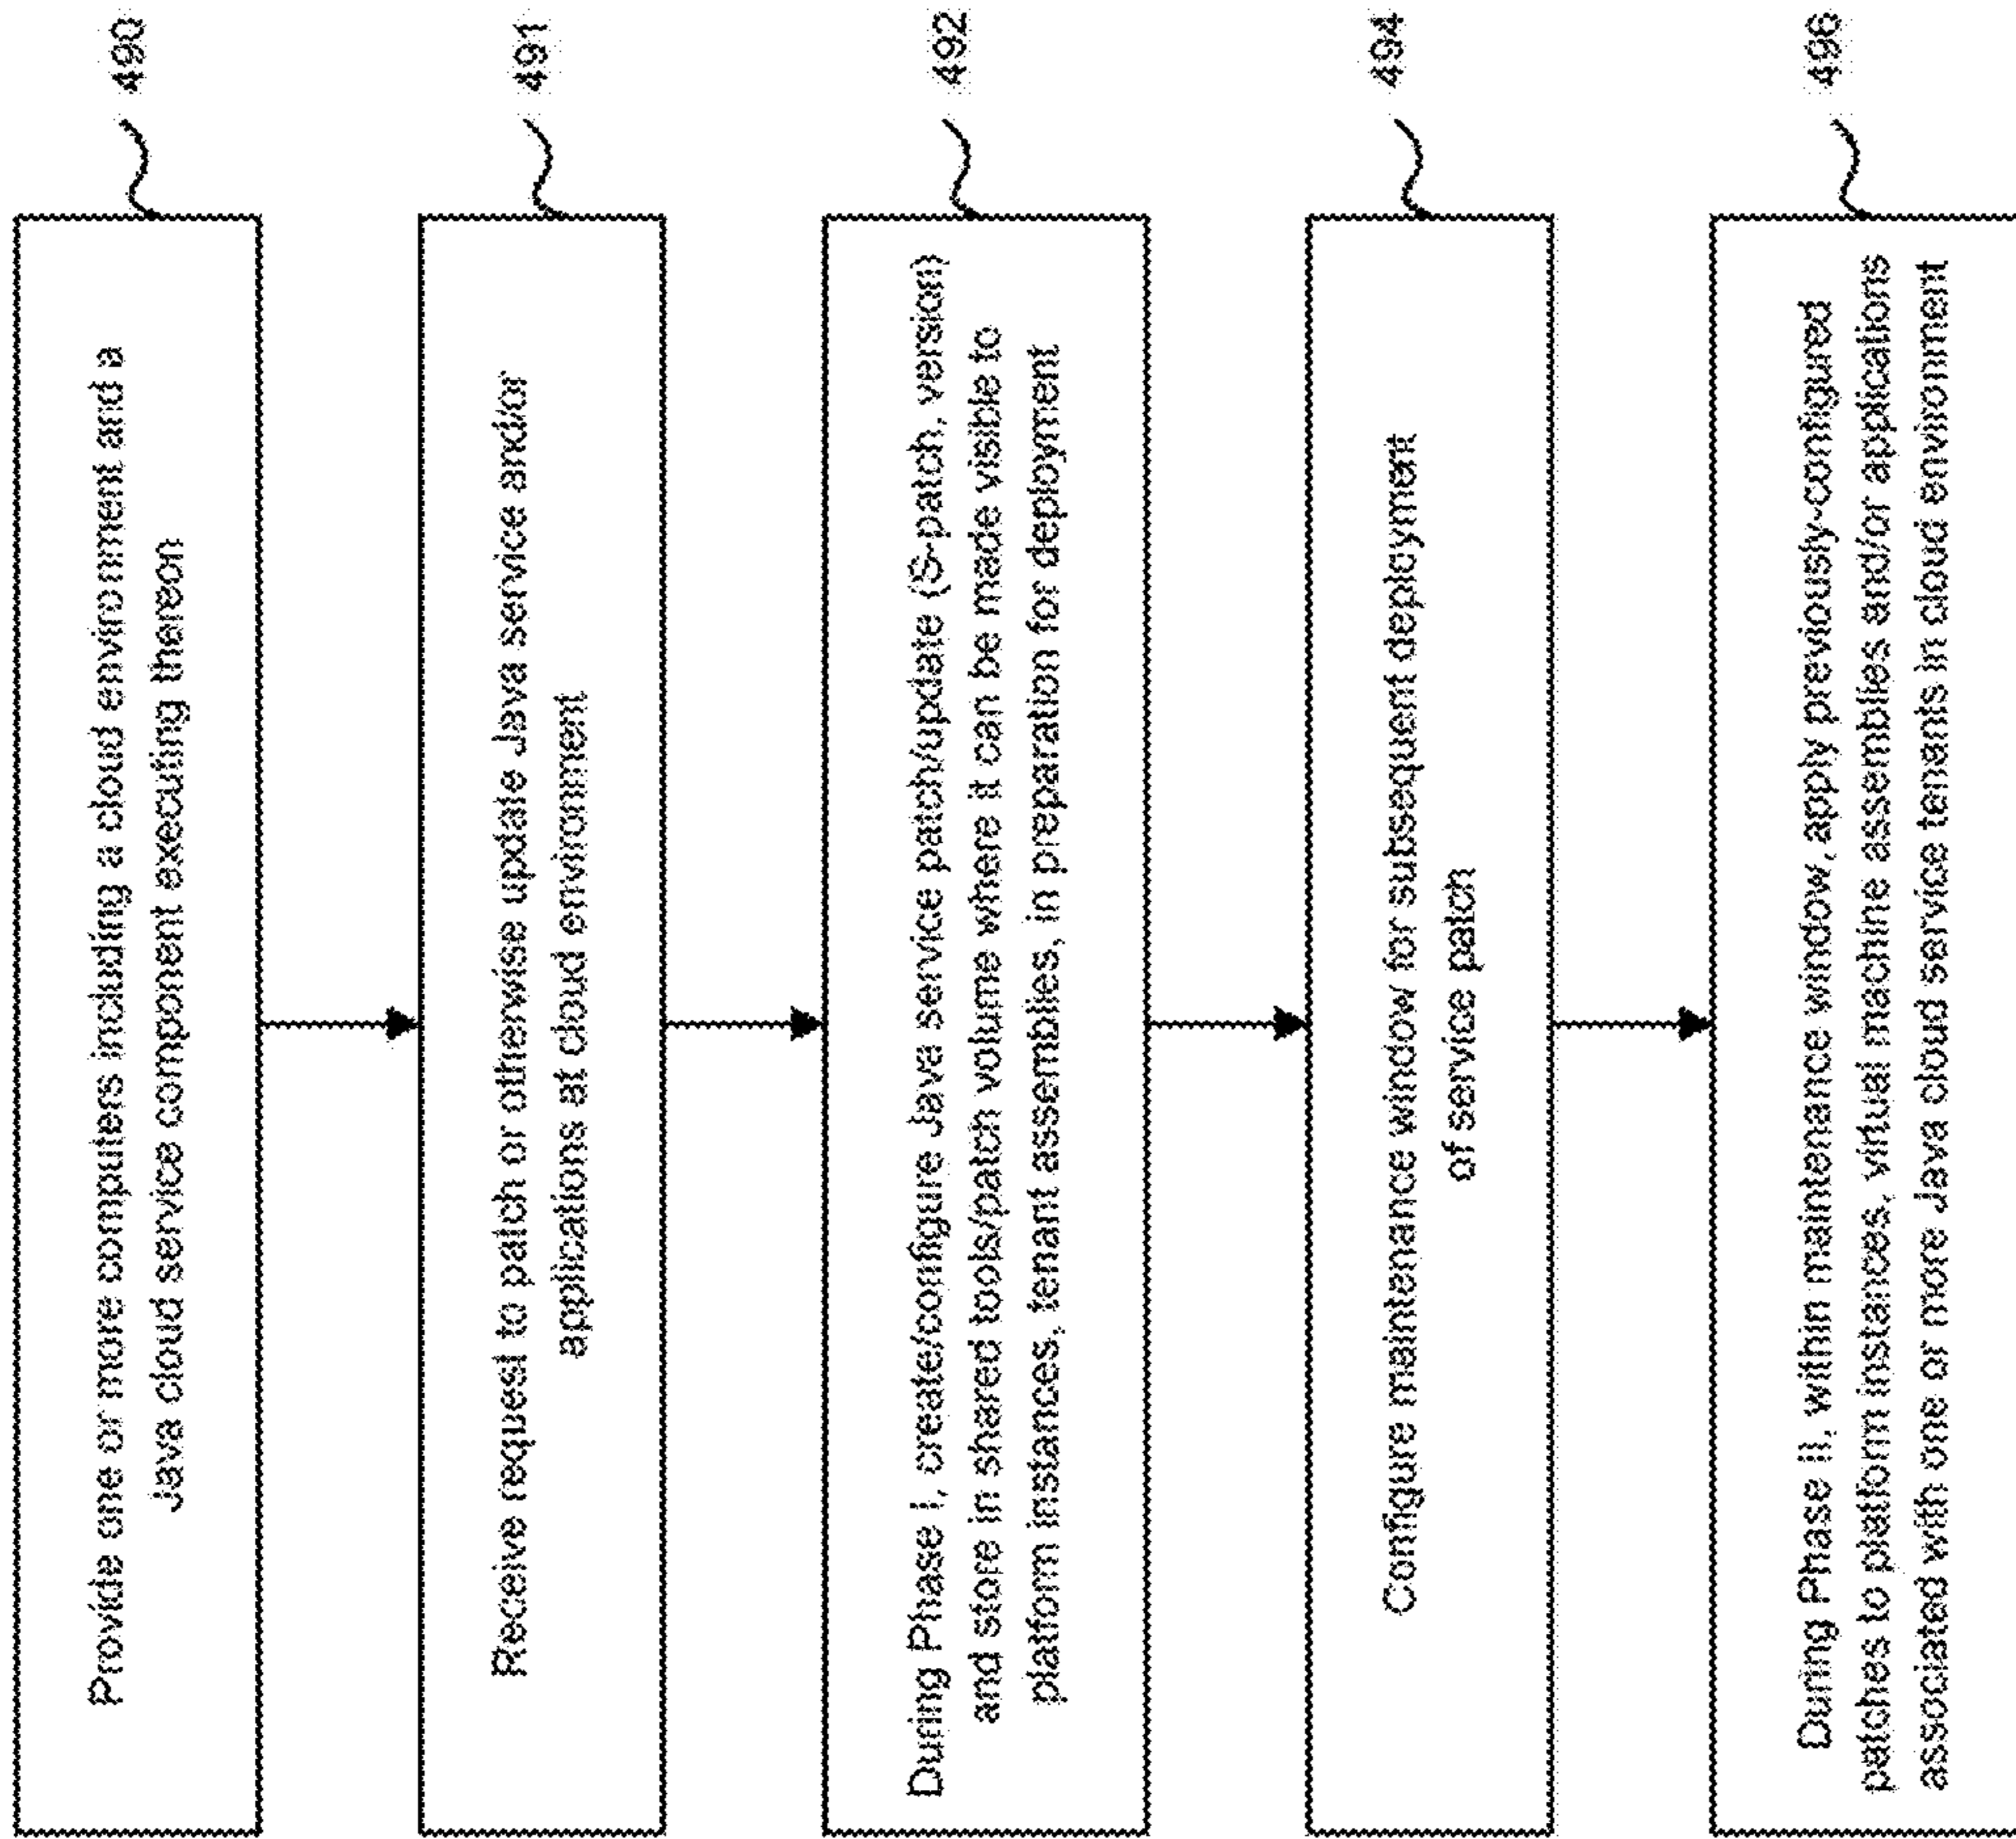 Provide one or more computers including a cloud environment and a
Java cloud service component executing thereon
490
Receive request to patch or otherwise update Java service and/or
applications at cloud environment
491
During Phase I, create/configure Java service patch/update (S-patch, version)
and store in shared tools/patch volume where it can be made visible to
platform instances, tenant assemblies, in preparation for deployment
492
Configure maintenance window for subsequent deployment
of service patch
494
During Phase II, within maintenance window, apply previously-configured
patches to platform instances, virtual machine assemblies and/or applications
associated with one or more Java cloud service tenants in cloud environment
496